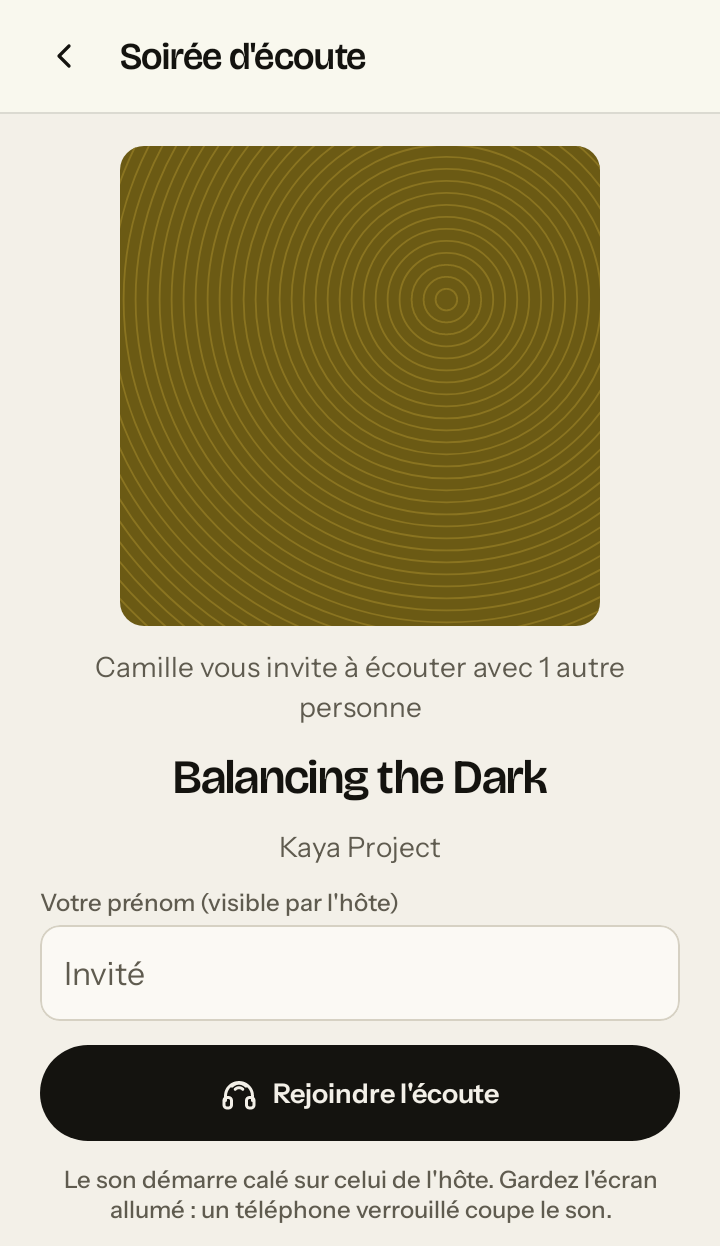 Soirée d'écoute
Camille vous invite à écouter avec 1 autre
personne
Balancing the Dark
Kaya Project
Votre prénom (visible par l'hôte)
Invité
Rejoindre l'écoute
Le son démarre calé sur celui de l'hôte. Gardez l'écran
allumé : un téléphone verrouillé coupe le son.